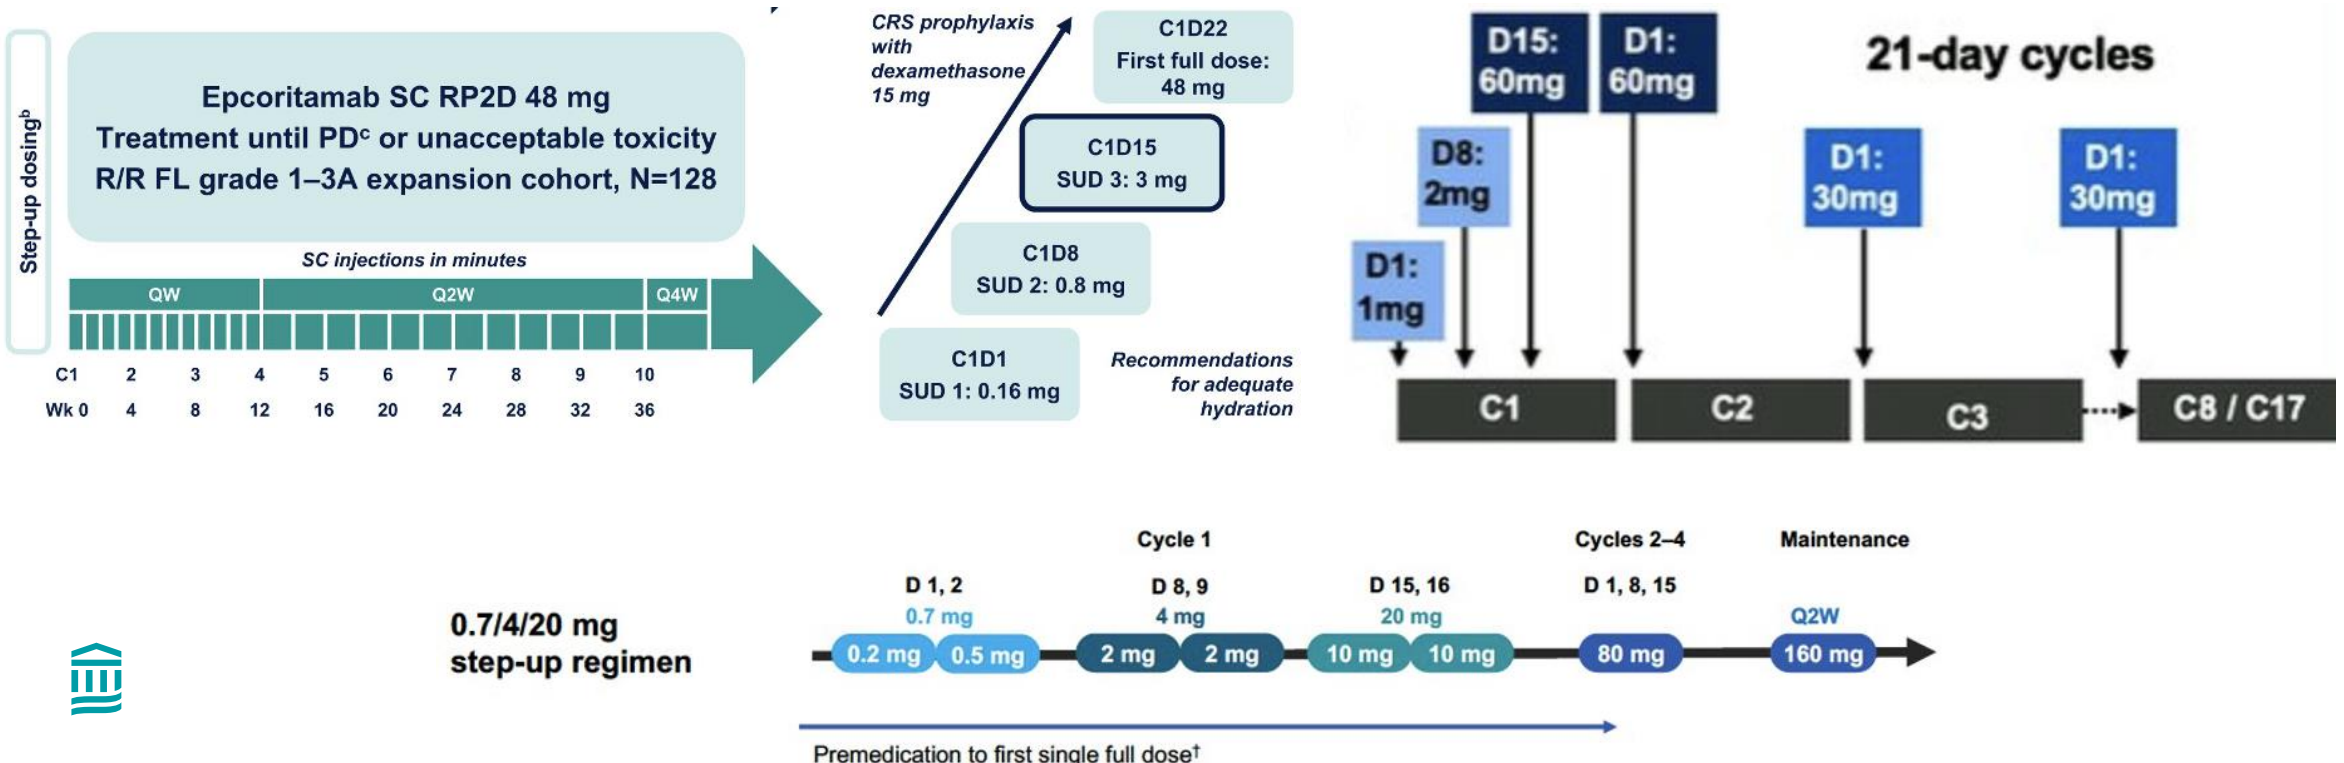 Step-up dosingᵇ
Epcoritamab SC RP2D 48 mg
Treatment until PDᶜ or unacceptable toxicity
R/R FL grade 1–3A expansion cohort, N=128
SC injections in minutes
QW Q2W Q4W
C1 2 3 4 5 6 7 8 9 10
Wk 0 4 8 12 16 20 24 28 32 36
CRS prophylaxis
with
dexamethasone
15 mg
C1D22
First full dose:
48 mg
C1D15
SUD 3: 3 mg
C1D8
SUD 2: 0.8 mg
C1D1
SUD 1: 0.16 mg
Recommendations
for adequate
hydration
21-day cycles
D15:
60mg
D1:
60mg
D8:
2mg
D1:
30mg
D1:
30mg
D1:
1mg
C1 C2 C3 C8 / C17
Cycle 1 Cycles 2–4 Maintenance
D 1, 2 D 8, 9 D 15, 16 D 1, 8, 15
0.7 mg 4 mg 20 mg Q2W
0.7/4/20 mg
step-up regimen
0.2 mg 0.5 mg 2 mg 2 mg 10 mg 10 mg 80 mg 160 mg
Premedication to first single full dose†